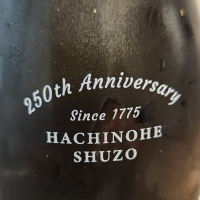 250th Anniversary
Since 1775
HACHINOHE
SHUZO